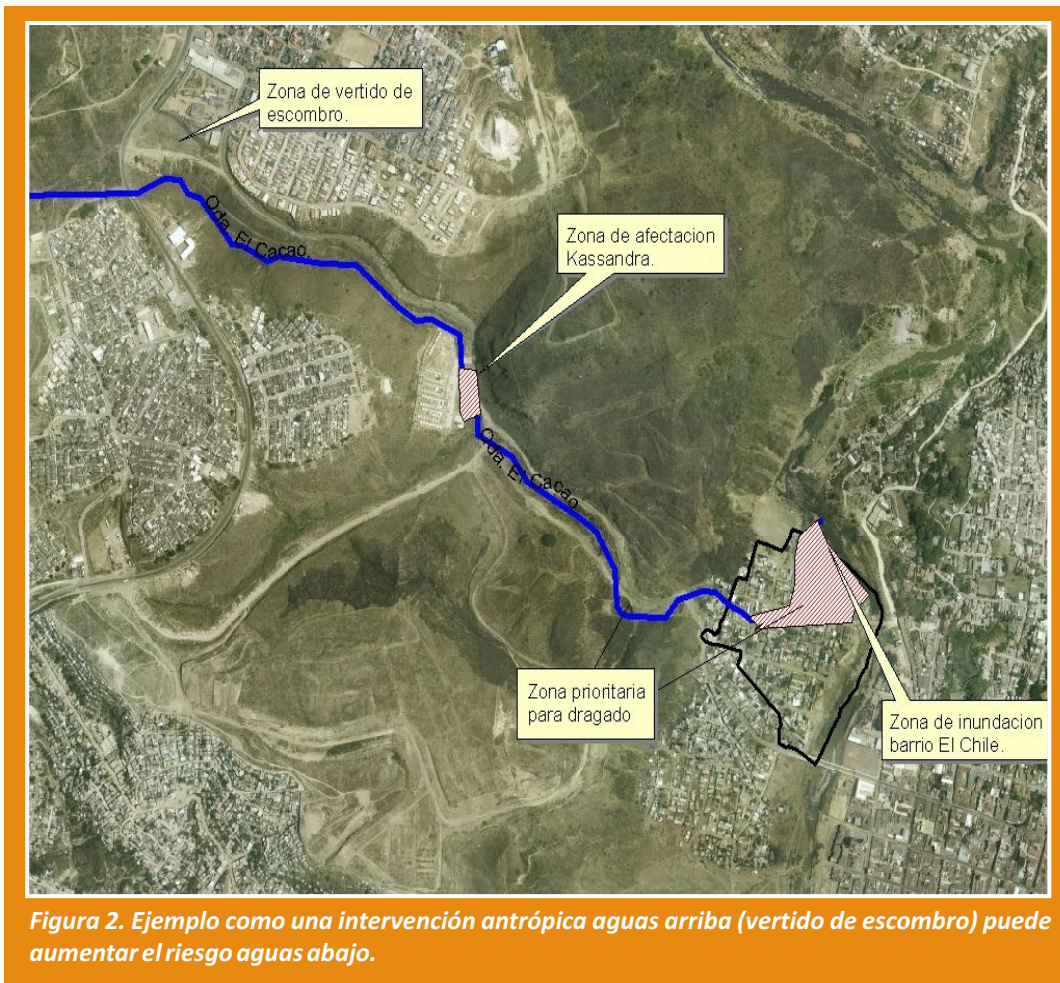 Zona de vertido de
escombro.
Qda. El Cacao.
Zona de afectacion
Kassandra.
Qda. El Cacao
Zona prioritaria
para dragado
Zona de inundacion
barrio El Chile.
Figura 2. Ejemplo como una intervención antrópica aguas arriba (vertido de escombro) puede
aumentar el riesgo aguas abajo.